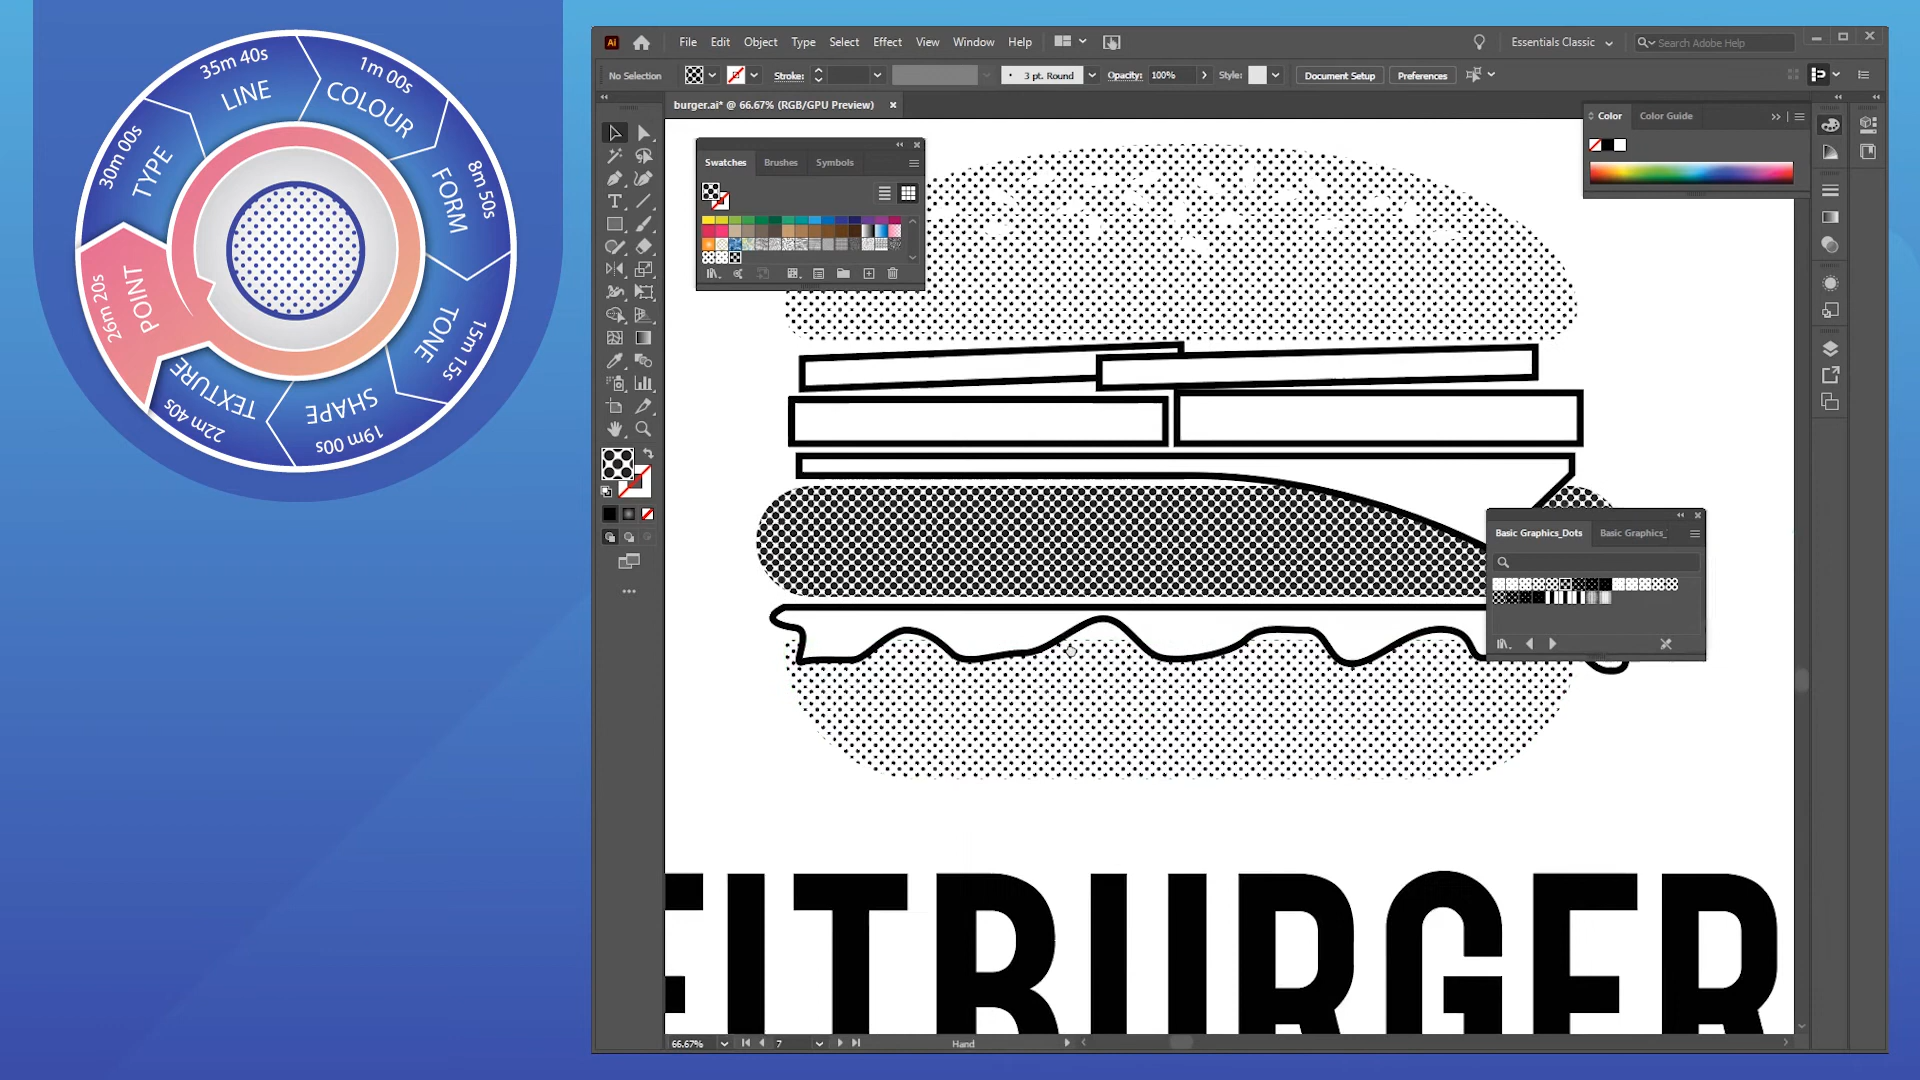 35m 40s
LINE
1m 00s
COLOUR
8m 50s
FORM
15m 15s
TONE
19m 00s
SHAPE
22m 40s
TEXTURE
26m 20s
POINT
30m 00s
TYPE
Ai
File Edit Object Type Select Effect View Window Help
Essentials Classic
Search Adobe Help
No Selection
Stroke:
3 pt. Round
Opacity: 100%
Style:
Document Setup
Preferences
burger.ai* @ 66.67% (RGB/GPU Preview)
Color Color Guide
Swatches Brushes Symbols
Basic Graphics_Dots Basic Graphics_
FITBURGER
66.67%
7
Hand